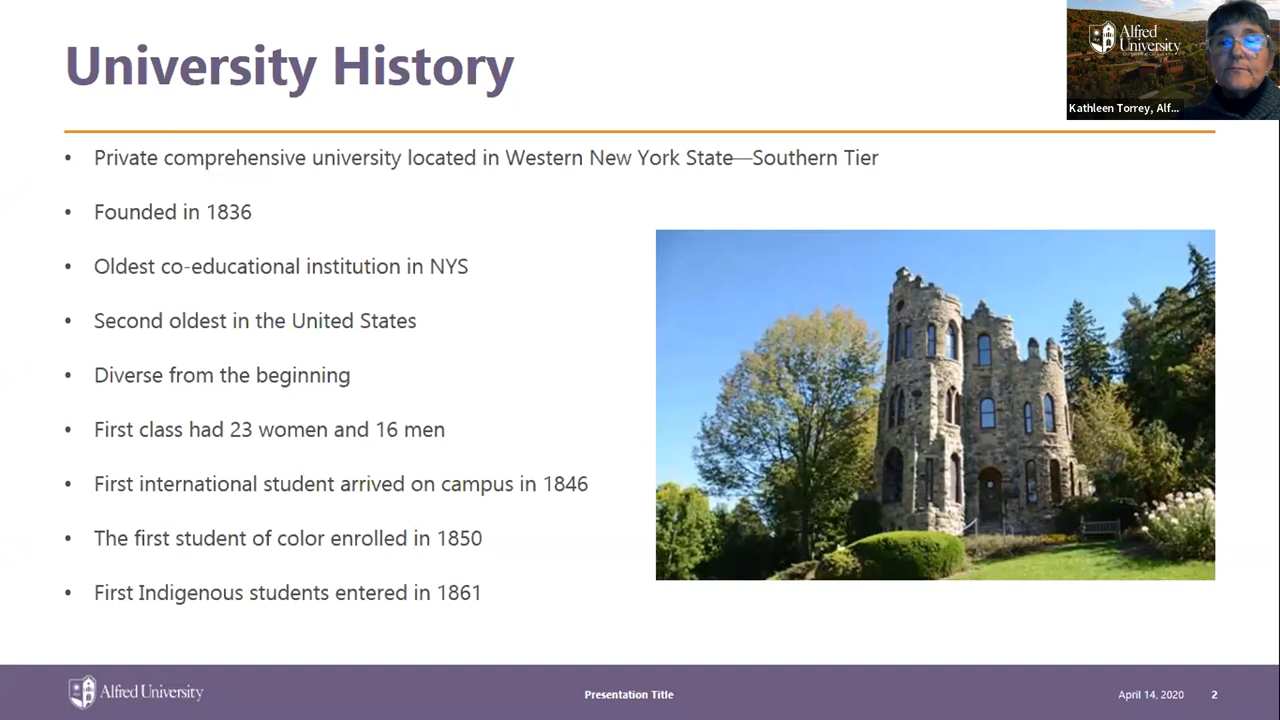 University History
Alfred
University
Kathleen Torrey, Alf...
• Private comprehensive university located in Western New York State—Southern Tier
• Founded in 1836
• Oldest co-educational institution in NYS
• Second oldest in the United States
• Diverse from the beginning
• First class had 23 women and 16 men
• First international student arrived on campus in 1846
• The first student of color enrolled in 1850
• First Indigenous students entered in 1861
Alfred University
Presentation Title
April 14, 2020
2